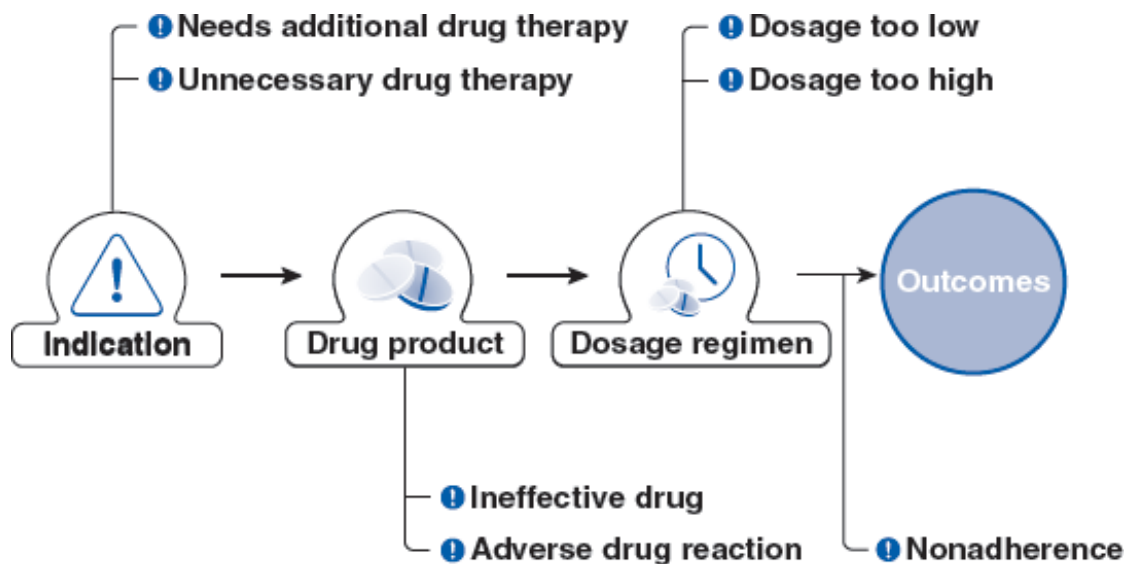 Needs additional drug therapy
Unnecessary drug therapy
Dosage too low
Dosage too high
Indication
Drug product
Dosage regimen
Outcomes
Ineffective drug
Adverse drug reaction
Nonadherence